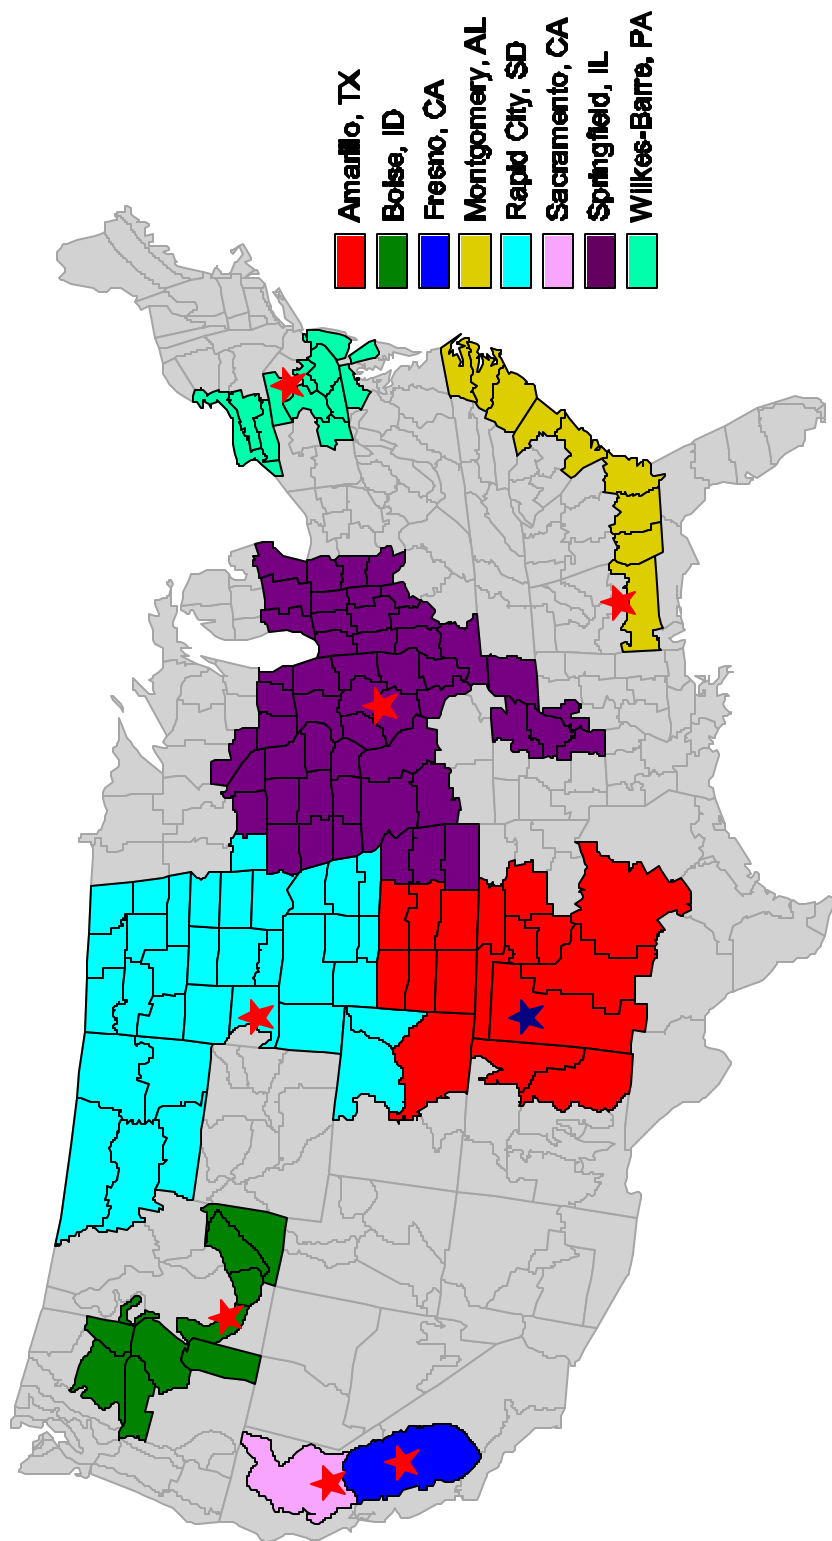 Amarillo, TX
Boise, ID
Fresno, CA
Montgomery, AL
Rapid City, SD
Sacramento, CA
Springfield, IL
Wilkes-Barre, PA